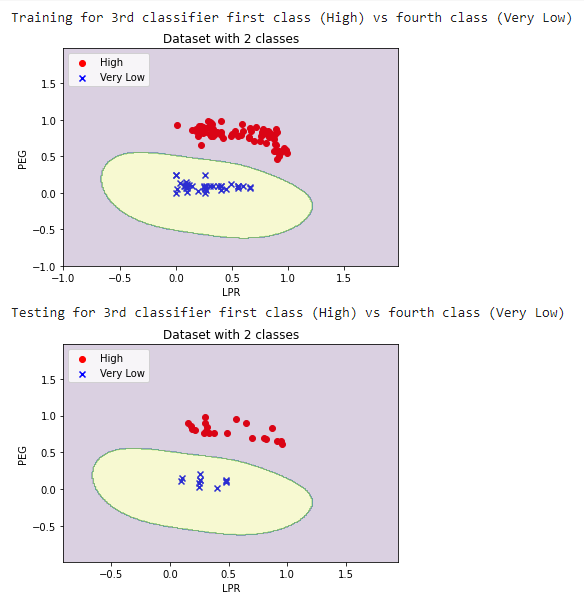 Training for 3rd classifier first class (High) vs fourth class (Very Low)
Dataset with 2 classes
High
Very Low
PEG
1.5
1.0
0.5
0.0
−0.5
−1.0
−1.0 −0.5 0.0 0.5 1.0 1.5
LPR
Testing for 3rd classifier first class (High) vs fourth class (Very Low)
Dataset with 2 classes
High
Very Low
PEG
1.5
1.0
0.5
0.0
−0.5
−0.5 0.0 0.5 1.0 1.5
LPR